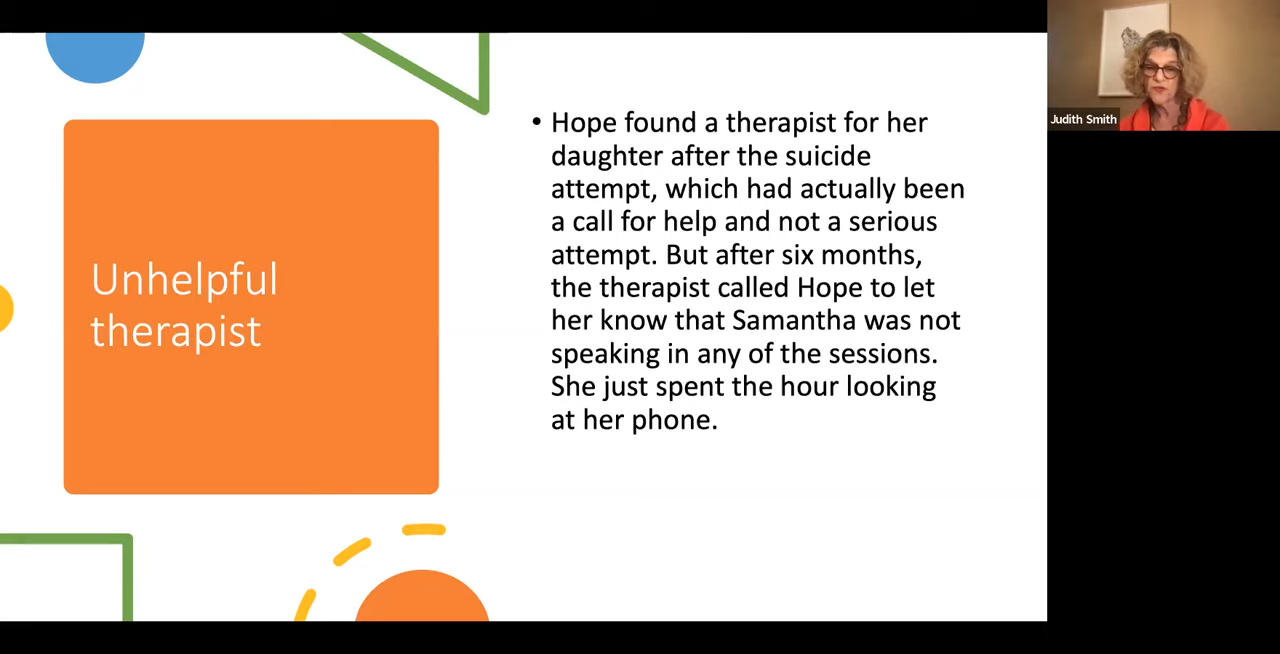 Unhelpful
therapist
• Hope found a therapist for her
daughter after the suicide
attempt, which had actually been
a call for help and not a serious
attempt. But after six months,
the therapist called Hope to let
her know that Samantha was not
speaking in any of the sessions.
She just spent the hour looking
at her phone.
Judith Smith